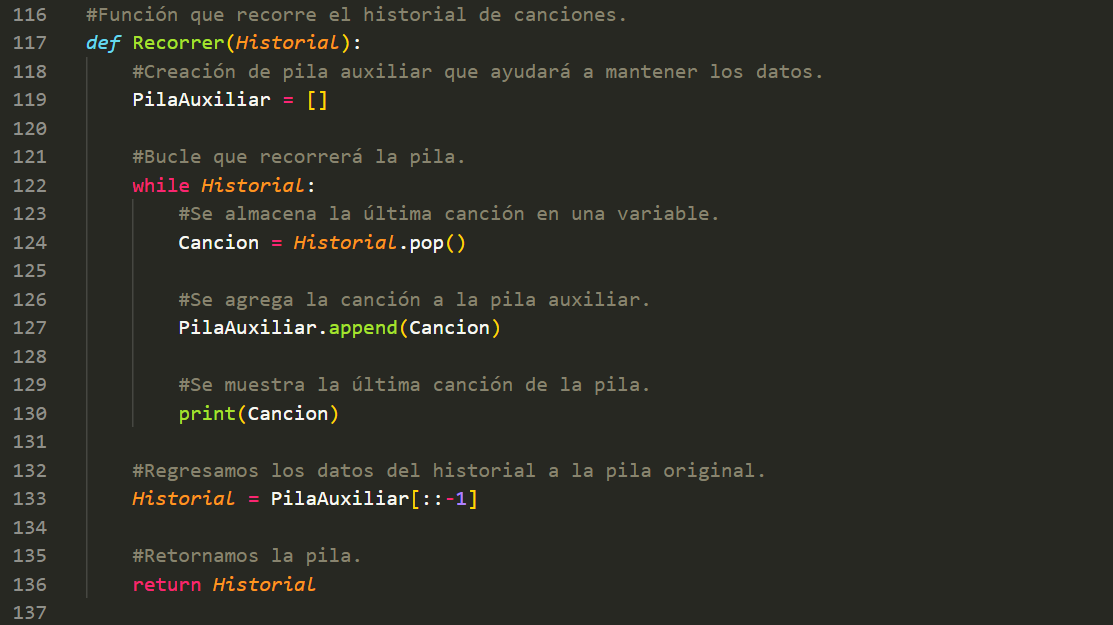 116 #Función que recorre el historial de canciones.
117 def Recorrer(Historial):
118     #Creación de pila auxiliar que ayudará a mantener los datos.
119     PilaAuxiliar = []
120
121     #Bucle que recorrerá la pila.
122     while Historial:
123         #Se almacena la última canción en una variable.
124         Cancion = Historial.pop()
125
126         #Se agrega la canción a la pila auxiliar.
127         PilaAuxiliar.append(Cancion)
128
129         #Se muestra la última canción de la pila.
130         print(Cancion)
131
132     #Regresamos los datos del historial a la pila original.
133     Historial = PilaAuxiliar[::-1]
134
135     #Retornamos la pila.
136     return Historial
137